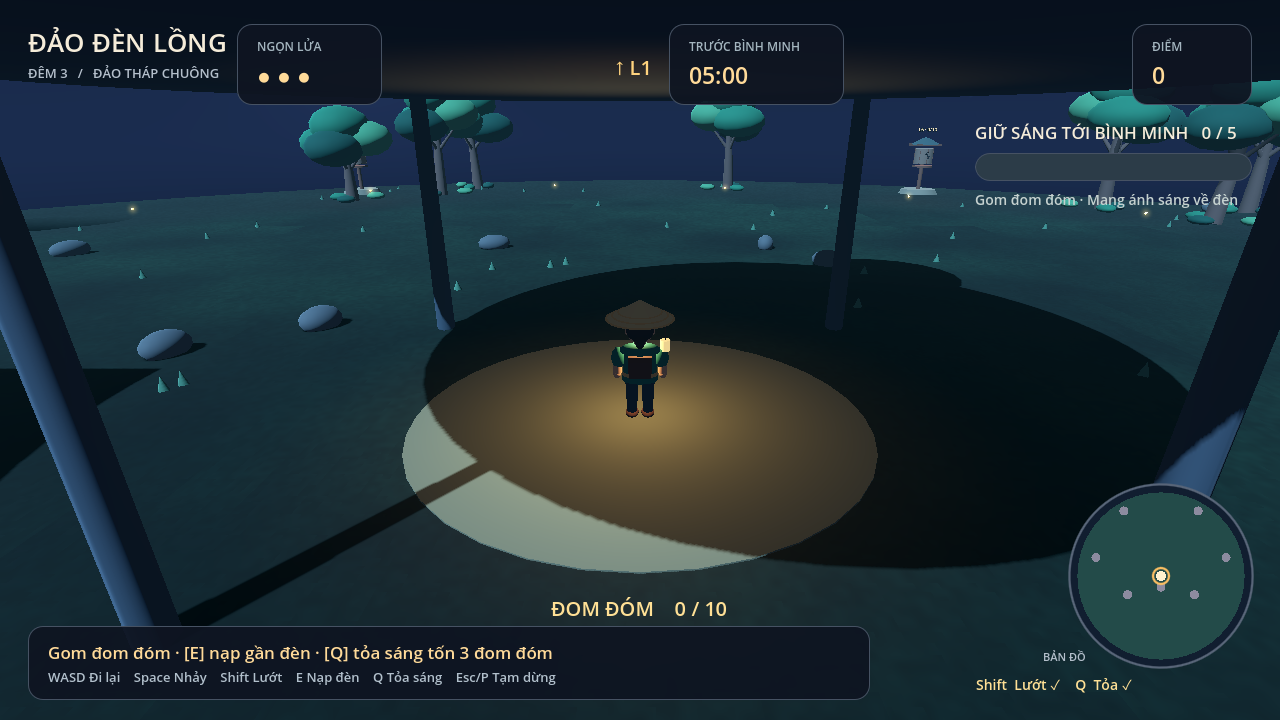 ĐẢO ĐÈN LỒNG
ĐÊM 3 / ĐẢO THÁP CHUÔNG
NGỌN LỬA
↑ L1
TRƯỚC BÌNH MINH
05:00
ĐIỂM
0
GIỮ SÁNG TỚI BÌNH MINH 0 / 5
Gom đom đóm · Mang ánh sáng về đèn
ĐOM ĐÓM 0 / 10
Gom đom đóm · [E] nạp gần đèn · [Q] tỏa sáng tốn 3 đom đóm
WASD Đi lại Space Nhảy Shift Lướt E Nạp đèn Q Tỏa sáng Esc/P Tạm dừng
BẢN ĐỒ
Shift Lướt ✓ Q Tỏa ✓